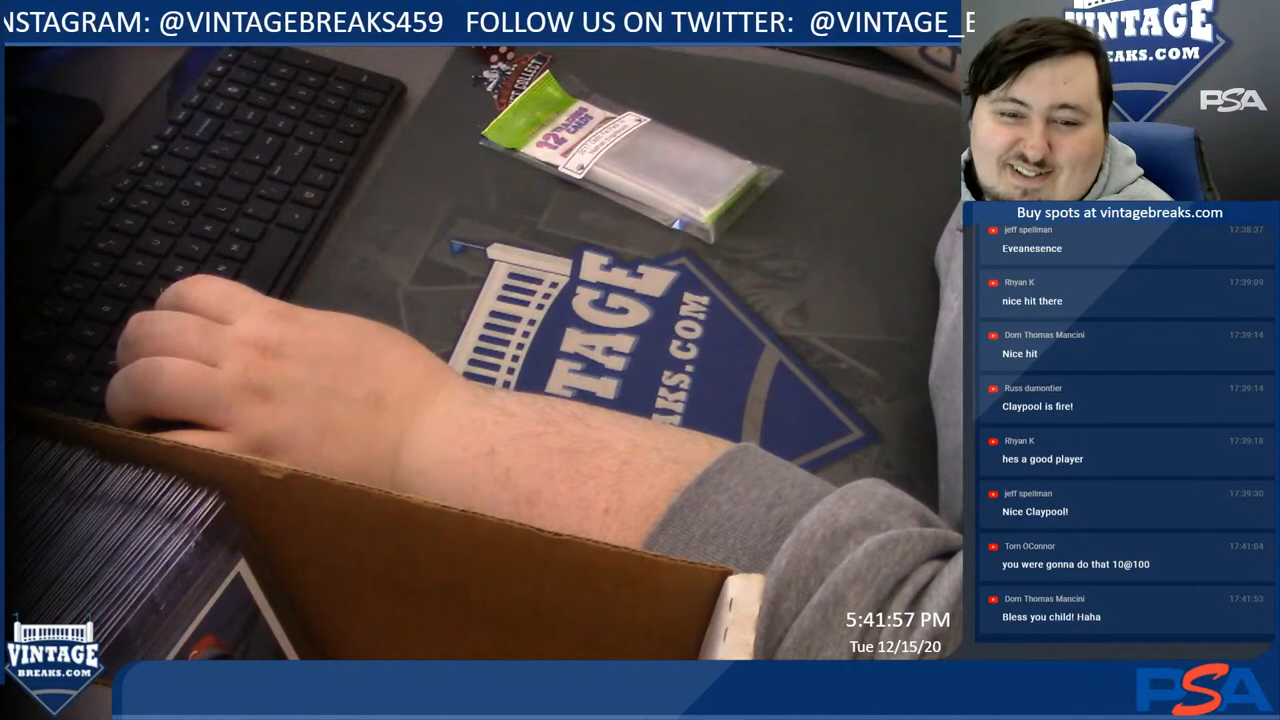 NSTAGRAM: @VINTAGEBREAKS459 FOLLOW US ON TWITTER: @VINTAGE_B
VINTAGE
BREAKS.COM
PSA
Buy spots at vintagebreaks.com
jeff spellman 17:38:37
Eveanesence
Rhyan K 17:39:09
nice hit there
Dom Thomas Mancini 17:39:14
Nice hit
Russ dumontier 17:39:14
Claypool is fire!
Rhyan K 17:39:18
hes a good player
jeff spellman 17:39:30
Nice Claypool!
Tom OConnor 17:41:04
you were gonna do that 10@100
Dom Thomas Mancini 17:41:53
Bless you child! Haha
COLLECT
12 TRADING
CARDS
TAGE
AKS.COM
5:41:57 PM
Tue 12/15/20
VINTAGE
BREAKS.COM
PSA